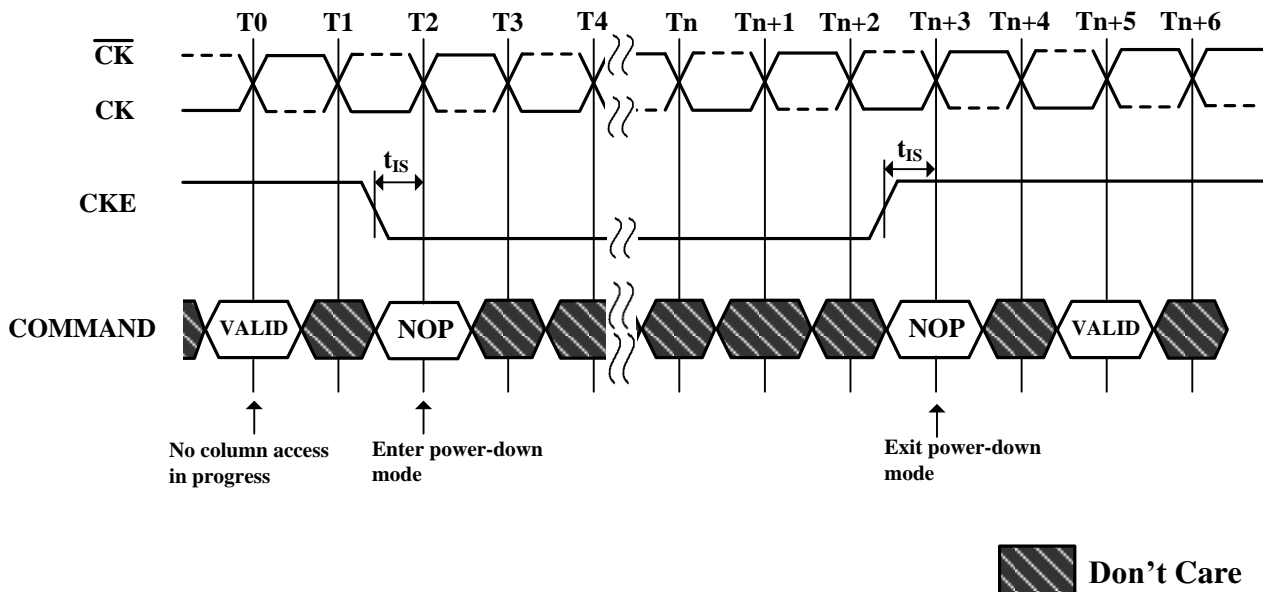 T0 T1 T2 T3 T4 Tn Tn+1 Tn+2 Tn+3 Tn+4 Tn+5 Tn+6
CK
CK
tIS tIS
CKE
COMMAND VALID NOP NOP VALID
No column access
in progress
Enter power-down
mode
Exit power-down
mode
Don't Care